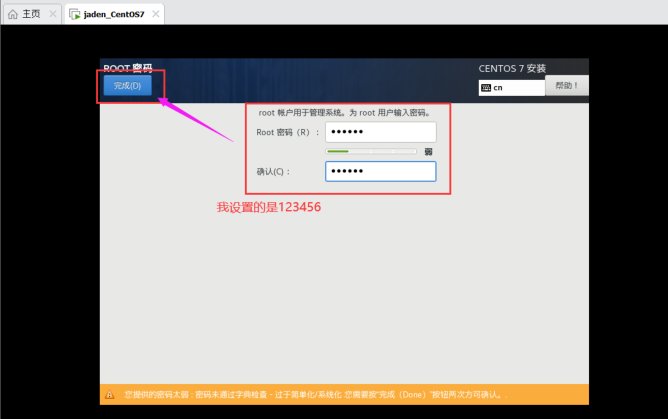 主页
jaden_CentOS7
ROOT 密码
CENTOS 7 安装
完成(D)
cn
帮助！
root 帐户用于管理系统。为 root 用户输入密码。
Root 密码（R）：
••••••
弱
确认(C)：
••••••
我设置的是123456
您提供的密码太弱：密码未通过字典检查 - 过于简单化/系统化 您需要按"完成（Done）"按钮两次方可确认。.